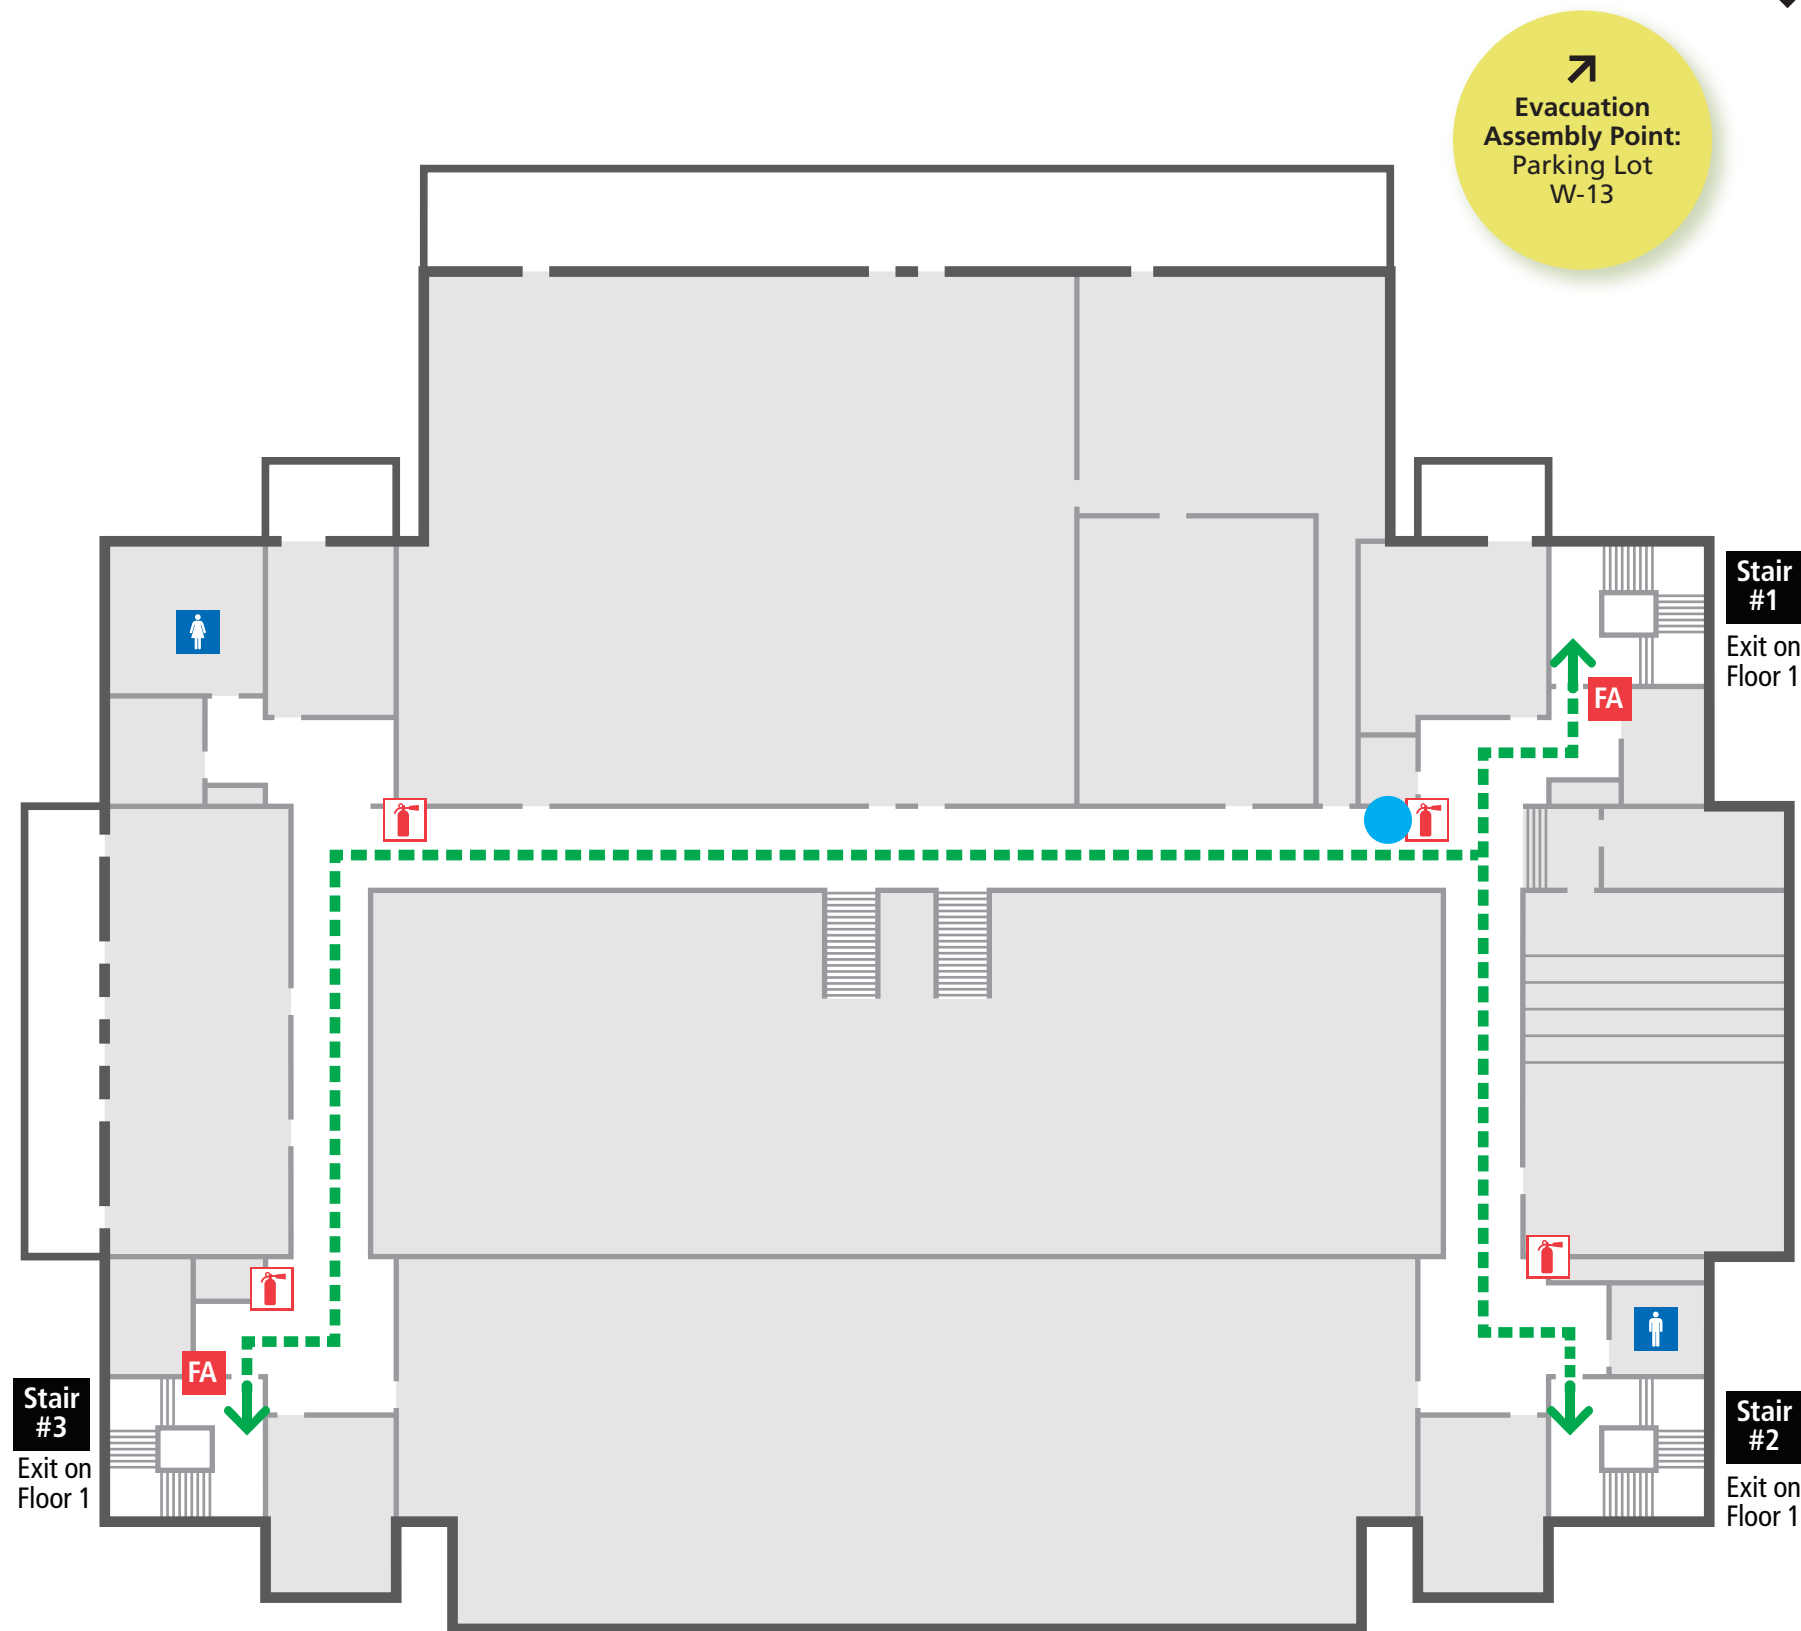 Evacuation
Assembly Point:
Parking Lot
W-13
Stair
#1
Exit on
Floor 1
FA
FA
Stair
#3
Exit on
Floor 1
Stair
#2
Exit on
Floor 1